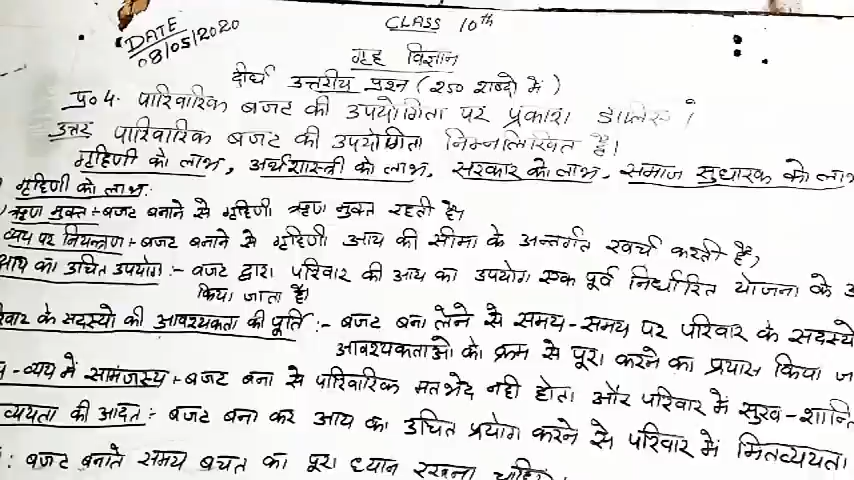 CLASS 10th
DATE
08/05/2020
गृह विज्ञान
दीर्घ उत्तरीय प्रश्न (250 शब्दो में)
प्र०4. पारिवारिक बजट की उपयोगिता पर प्रकाश डालिए।
उत्तर पारिवारिक बजट की उपयोगिता निम्नलिखित है।
गृहिणी को लाभ, अर्थशास्त्री को लाभ, सरकार को लाभ, समाज सुधारक को लाभ
गृहिणी को लाभ:
ऋण मुक्त :- बजट बनाने से गृहिणी ऋण मुक्त रहती है।
व्यय पर नियन्त्रण :- बजट बनाने से गृहिणी आय की सीमा के अन्तर्गत खर्च करती है,
आय का उचित उपयोग :- बजट द्वारा परिवार की आय का उपयोग एक पूर्व निर्धारित योजना के
किया जाता है।
के सदस्यो की आवश्यकता की पूर्ति :- बजट बना लेने से समय-समय पर परिवार के सदस्यो
आवश्यकताओ को क्रम से पूरा करने का प्रयास किया
-व्यय में सामंजस्य :- बजट बना से पारिवारिक मतभेद नही होता और परिवार में सुख-शान्ति
व्ययता की आदत :- बजट बना कर आय का उचित प्रयोग करने से परिवार में मितव्ययता
: बजट बनाते समय बचत का पूरा ध्यान रखना चाहिए